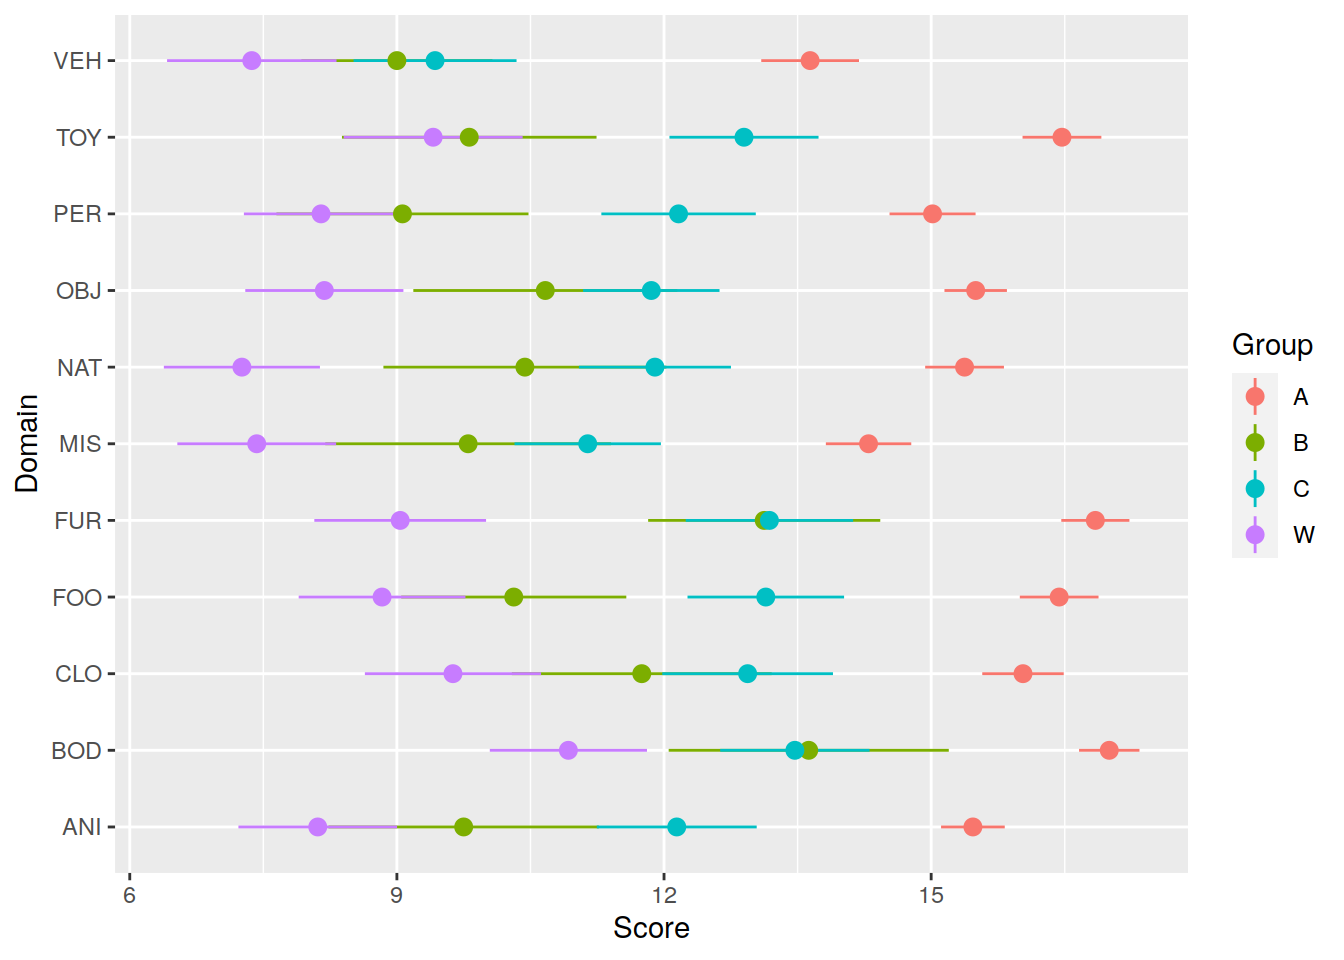 VEH
TOY
PER
OBJ
NAT
MIS
FUR
FOO
CLO
BOD
ANI
Domain
6 9 12 15
Score
Group
A
B
C
W